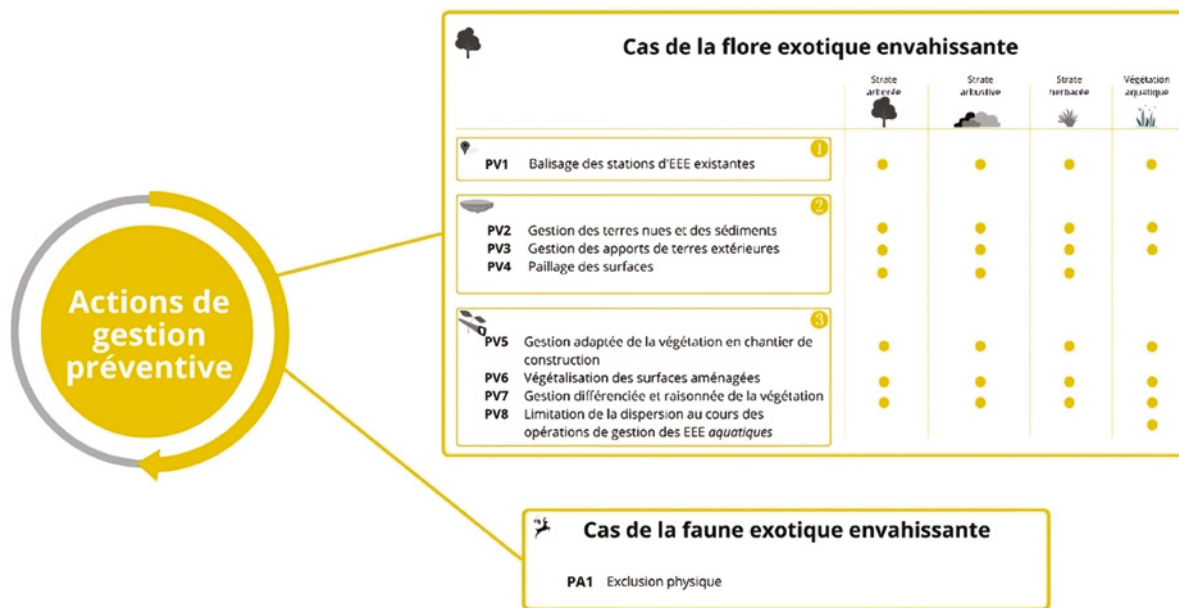 Actions de
gestion
préventive
Cas de la flore exotique envahissante
Strate
arborée
Strate
arbustive
Strate
herbacée
Végétation
aquatique
1
PV1 Balisage des stations d'EEE existantes
2
PV2 Gestion des terres nues et des sédiments
PV3 Gestion des apports de terres extérieures
PV4 Paillage des surfaces
3
PV5 Gestion adaptée de la végétation en chantier de
construction
PV6 Végétalisation des surfaces aménagées
PV7 Gestion différenciée et raisonnée de la végétation
PV8 Limitation de la dispersion au cours des
opérations de gestion des EEE aquatiques
Cas de la faune exotique envahissante
PA1 Exclusion physique